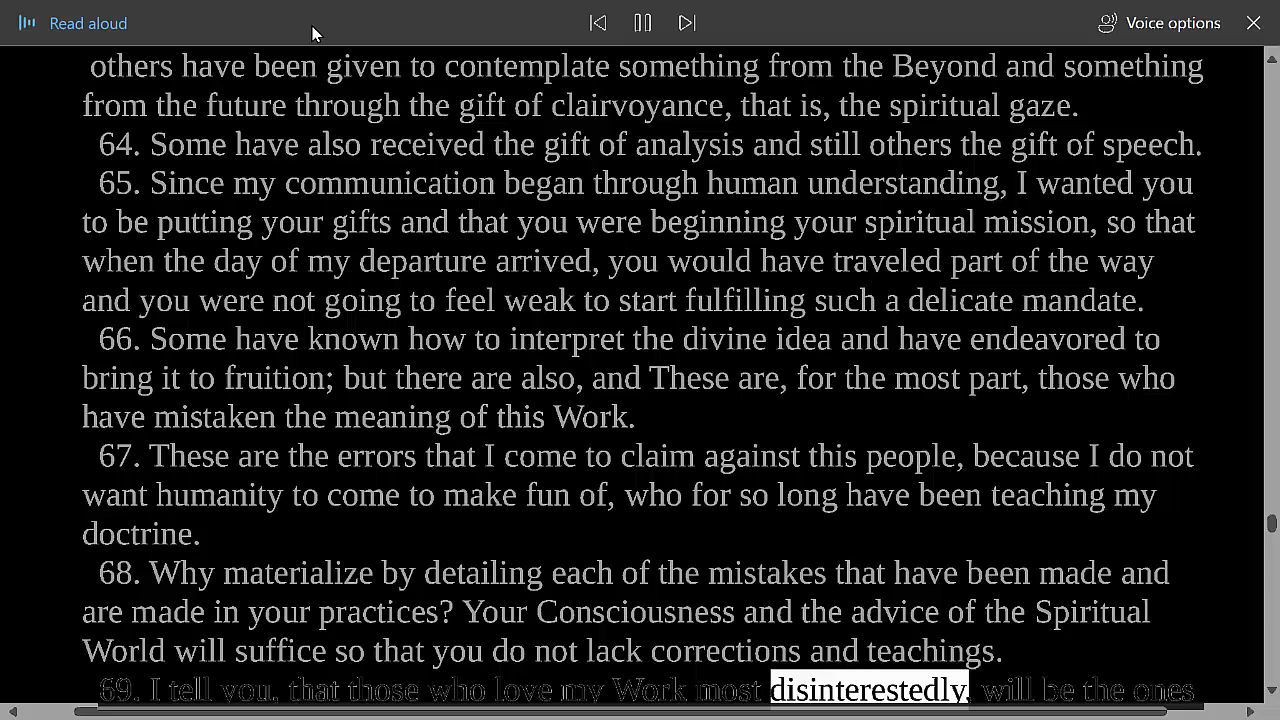 Read aloud
Voice options
others have been given to contemplate something from the Beyond and something
from the future through the gift of clairvoyance, that is, the spiritual gaze.
64. Some have also received the gift of analysis and still others the gift of speech.
65. Since my communication began through human understanding, I wanted you
to be putting your gifts and that you were beginning your spiritual mission, so that
when the day of my departure arrived, you would have traveled part of the way
and you were not going to feel weak to start fulfilling such a delicate mandate.
66. Some have known how to interpret the divine idea and have endeavored to
bring it to fruition; but there are also, and These are, for the most part, those who
have mistaken the meaning of this Work.
67. These are the errors that I come to claim against this people, because I do not
want humanity to come to make fun of, who for so long have been teaching my
doctrine.
68. Why materialize by detailing each of the mistakes that have been made and
are made in your practices? Your Consciousness and the advice of the Spiritual
World will suffice so that you do not lack corrections and teachings.
69. I tell you, that those who love my Work most disinterestedly, will be the ones